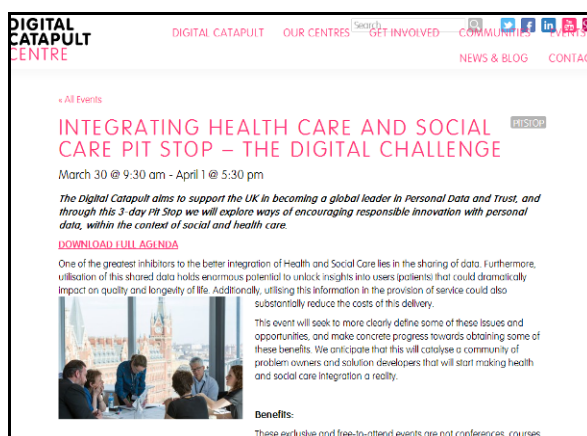 DIGITAL
CATAPULT
CENTRE
DIGITAL CATAPULT OUR CENTRES GET INVOLVED COMMUNITIES EVENTS
Search
NEWS & BLOG CONTAC
« All Events
INTEGRATING HEALTH CARE AND SOCIAL
CARE PIT STOP – THE DIGITAL CHALLENGE
PITSTOP
March 30 @ 9:30 am - April 1 @ 5:30 pm
The Digital Catapult aims to support the UK in becoming a global leader in Personal Data and Trust, and
through this 3-day Pit Stop we will explore ways of encouraging responsible innovation with personal
data, within the context of social and health care.
DOWNLOAD FULL AGENDA
One of the greatest inhibitors to the better integration of Health and Social Care lies in the sharing of data. Furthermore,
utilisation of this shared data holds enormous potential to unlock insights into users (patients) that could dramatically
impact on quality and longevity of life. Additionally, utilising this information in the provision of service could also
substantially reduce the costs of this delivery.
This event will seek to more clearly define some of these issues and
opportunities, and make concrete progress towards obtaining some of
these benefits. We anticipate that this will catalyse a community of
problem owners and solution developers that will start making health
and social care integration a reality.
Benefits:
These exclusive and free-to-attend events are not conferences, courses